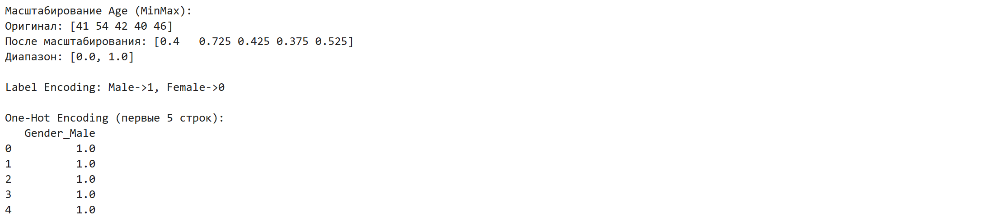 Масштабирование Age (MinMax):
Оригинал: [41 54 42 40 46]
После масштабирования: [0.4   0.725 0.425 0.375 0.525]
Диапазон: [0.0, 1.0]

Label Encoding: Male->1, Female->0

One-Hot Encoding (первые 5 строк):
   Gender_Male
0          1.0
1          1.0
2          1.0
3          1.0
4          1.0